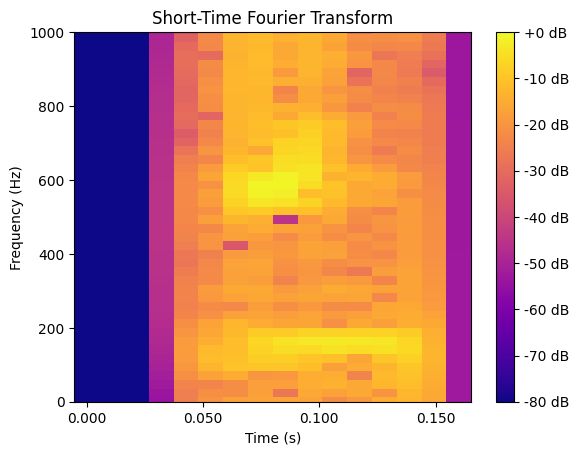 Short-Time Fourier Transform
Frequency (Hz)
1000
800
600
400
200
0
0.000
0.050
0.100
0.150
Time (s)
+0 dB
-10 dB
-20 dB
-30 dB
-40 dB
-50 dB
-60 dB
-70 dB
-80 dB